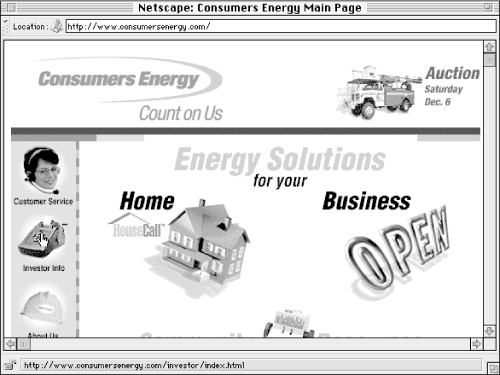 Netscape: Consumers Energy Main Page
Location: http://www.consumersenergy.com/
Consumers Energy
Count on Us
Auction
Saturday
Dec. 6
Energy Solutions
for your
Home
Business
HouseCall
OPEN
Customer Service
Investor Info
About Us
http://www.consumersenergy.com/investor/index.html